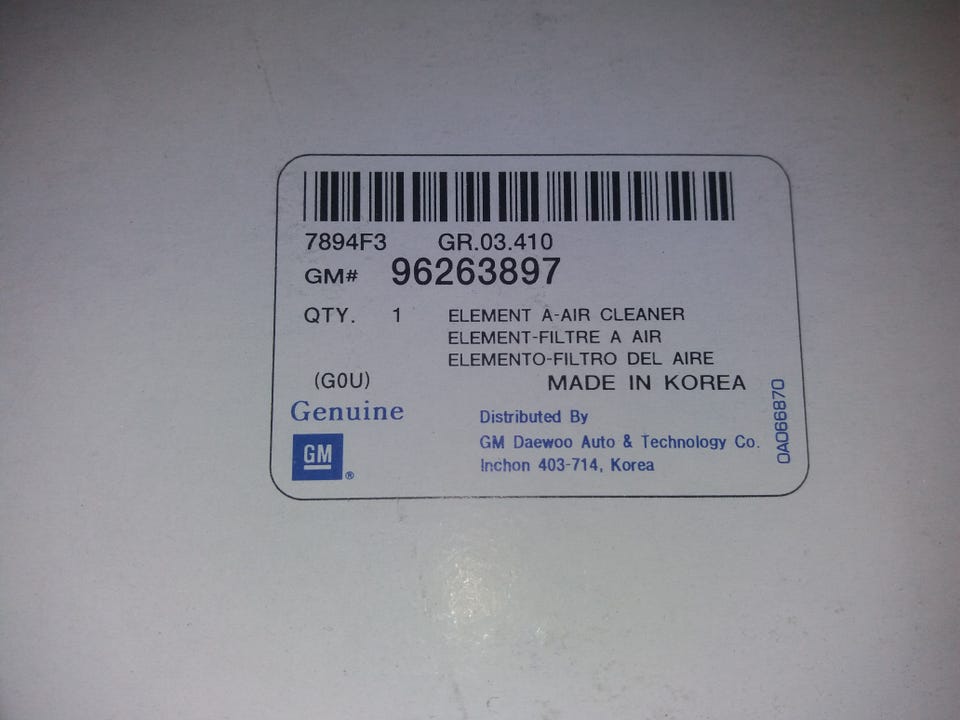 7894F3 GR.03.410
GM# 96263897
QTY. 1 ELEMENT A-AIR CLEANER
ELEMENT-FILTRE A AIR
ELEMENTO-FILTRO DEL AIRE
(G0U) MADE IN KOREA
Genuine
GM ®
Distributed By
GM Daewoo Auto & Technology Co.
Inchon 403-714, Korea
0A066870